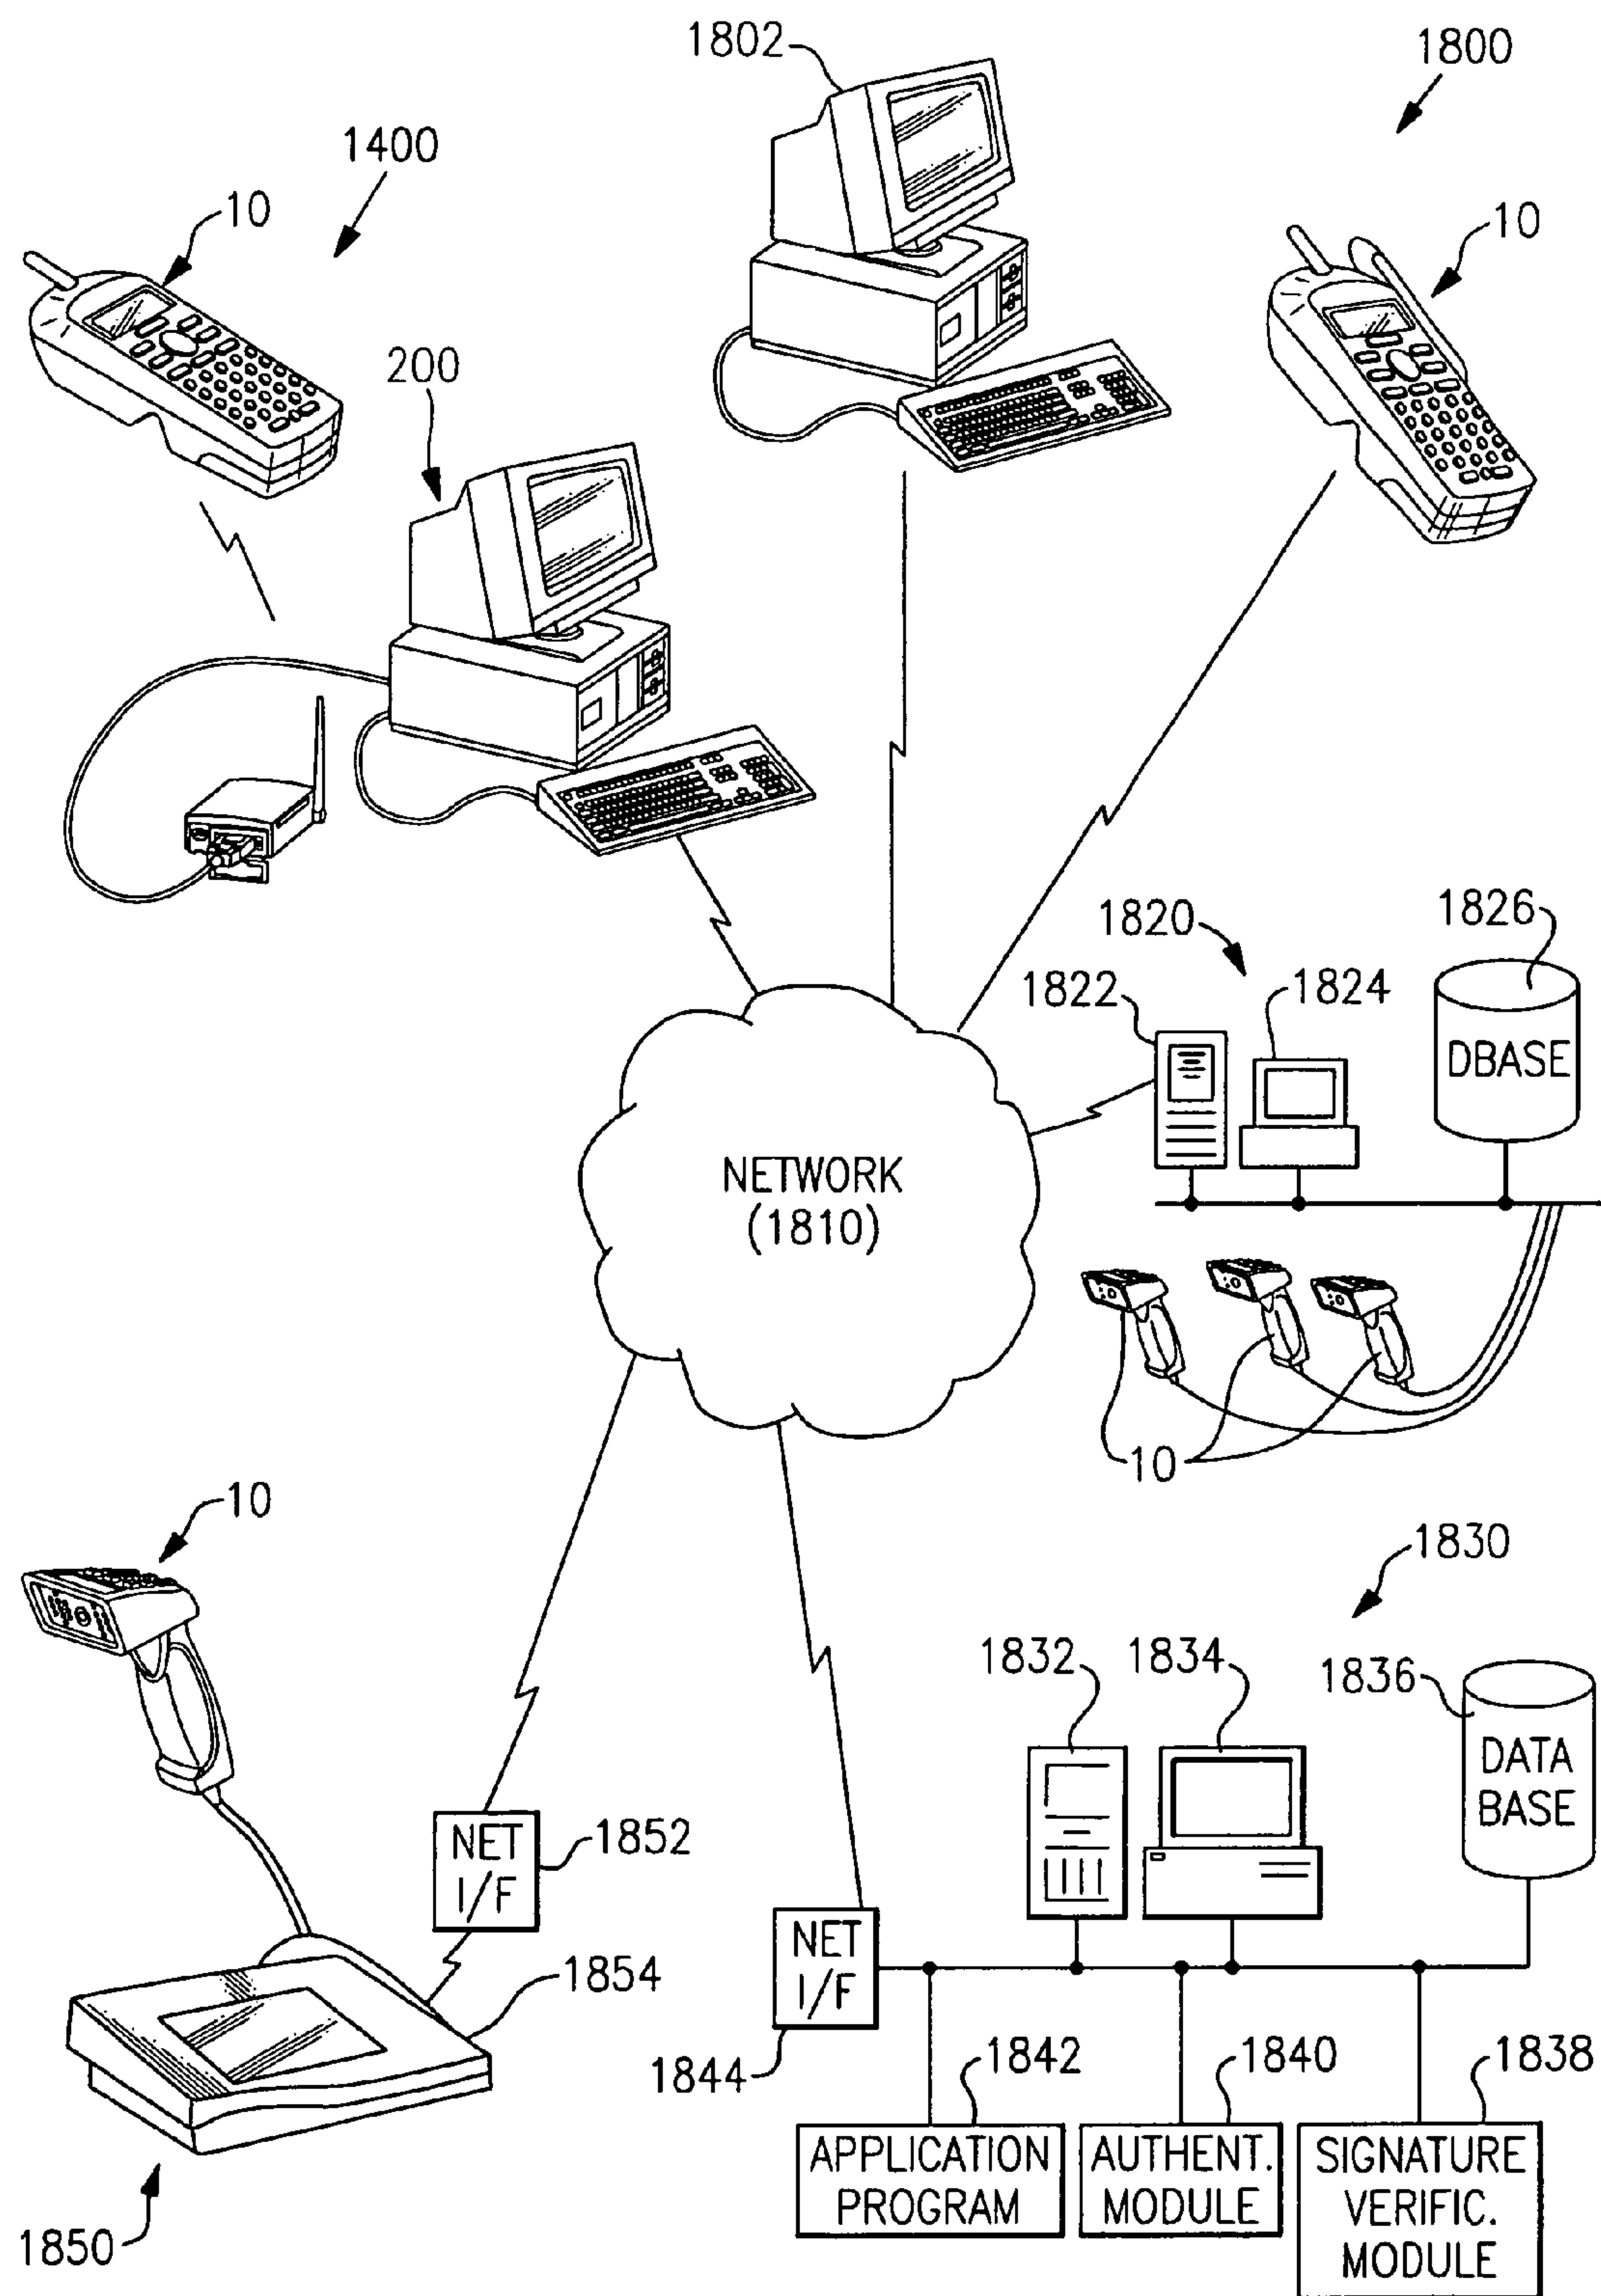 1802
1800
1400
10
10
200
1820
1826
1822
1824
DBASE
NETWORK
(1810)
10
10
1830
1832
1834
1836
DATA
BASE
NET
I/F
1852
NET
I/F
1854
1844
1842
1840
1838
APPLICATION
PROGRAM
AUTHENT.
MODULE
SIGNATURE
VERIFIC.
MODULE
1850